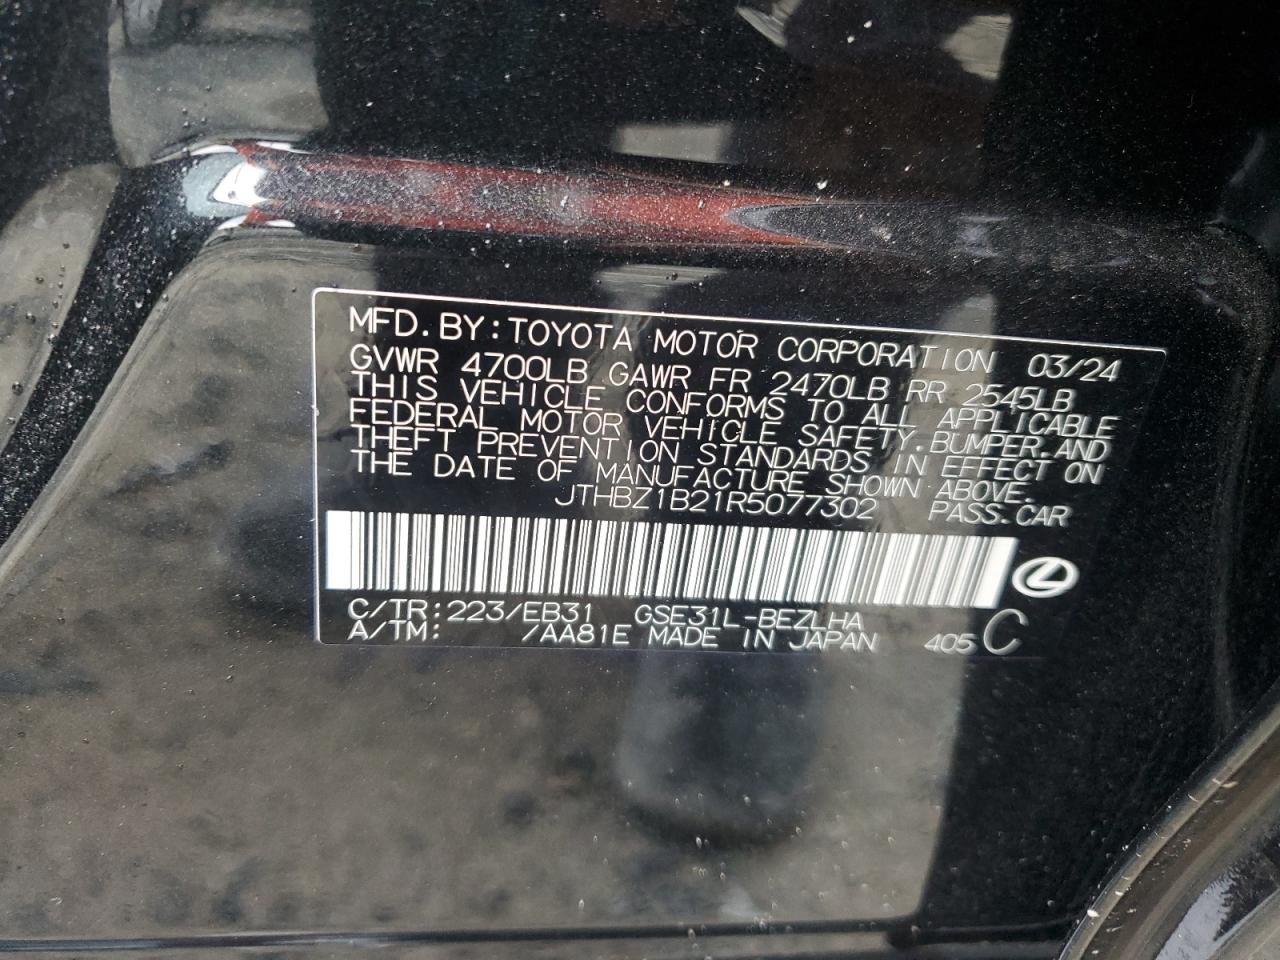 MFD. BY: TOYOTA MOTOR CORPORATION 03/24
GVWR 4700LB GAWR FR 2470LB RR 2545LB
THIS VEHICLE CONFORMS TO ALL APPLICABLE
FEDERAL MOTOR VEHICLE SAFETY, BUMPER, AND
THEFT PREVENTION STANDARDS IN EFFECT ON
THE DATE OF MANUFACTURE SHOWN ABOVE.
JTHBZ1B21R5077302 PASS. CAR
C/TR: 223/EB31 GSE31L-BEZLHA
A/TM: /AA81E MADE IN JAPAN 405 C